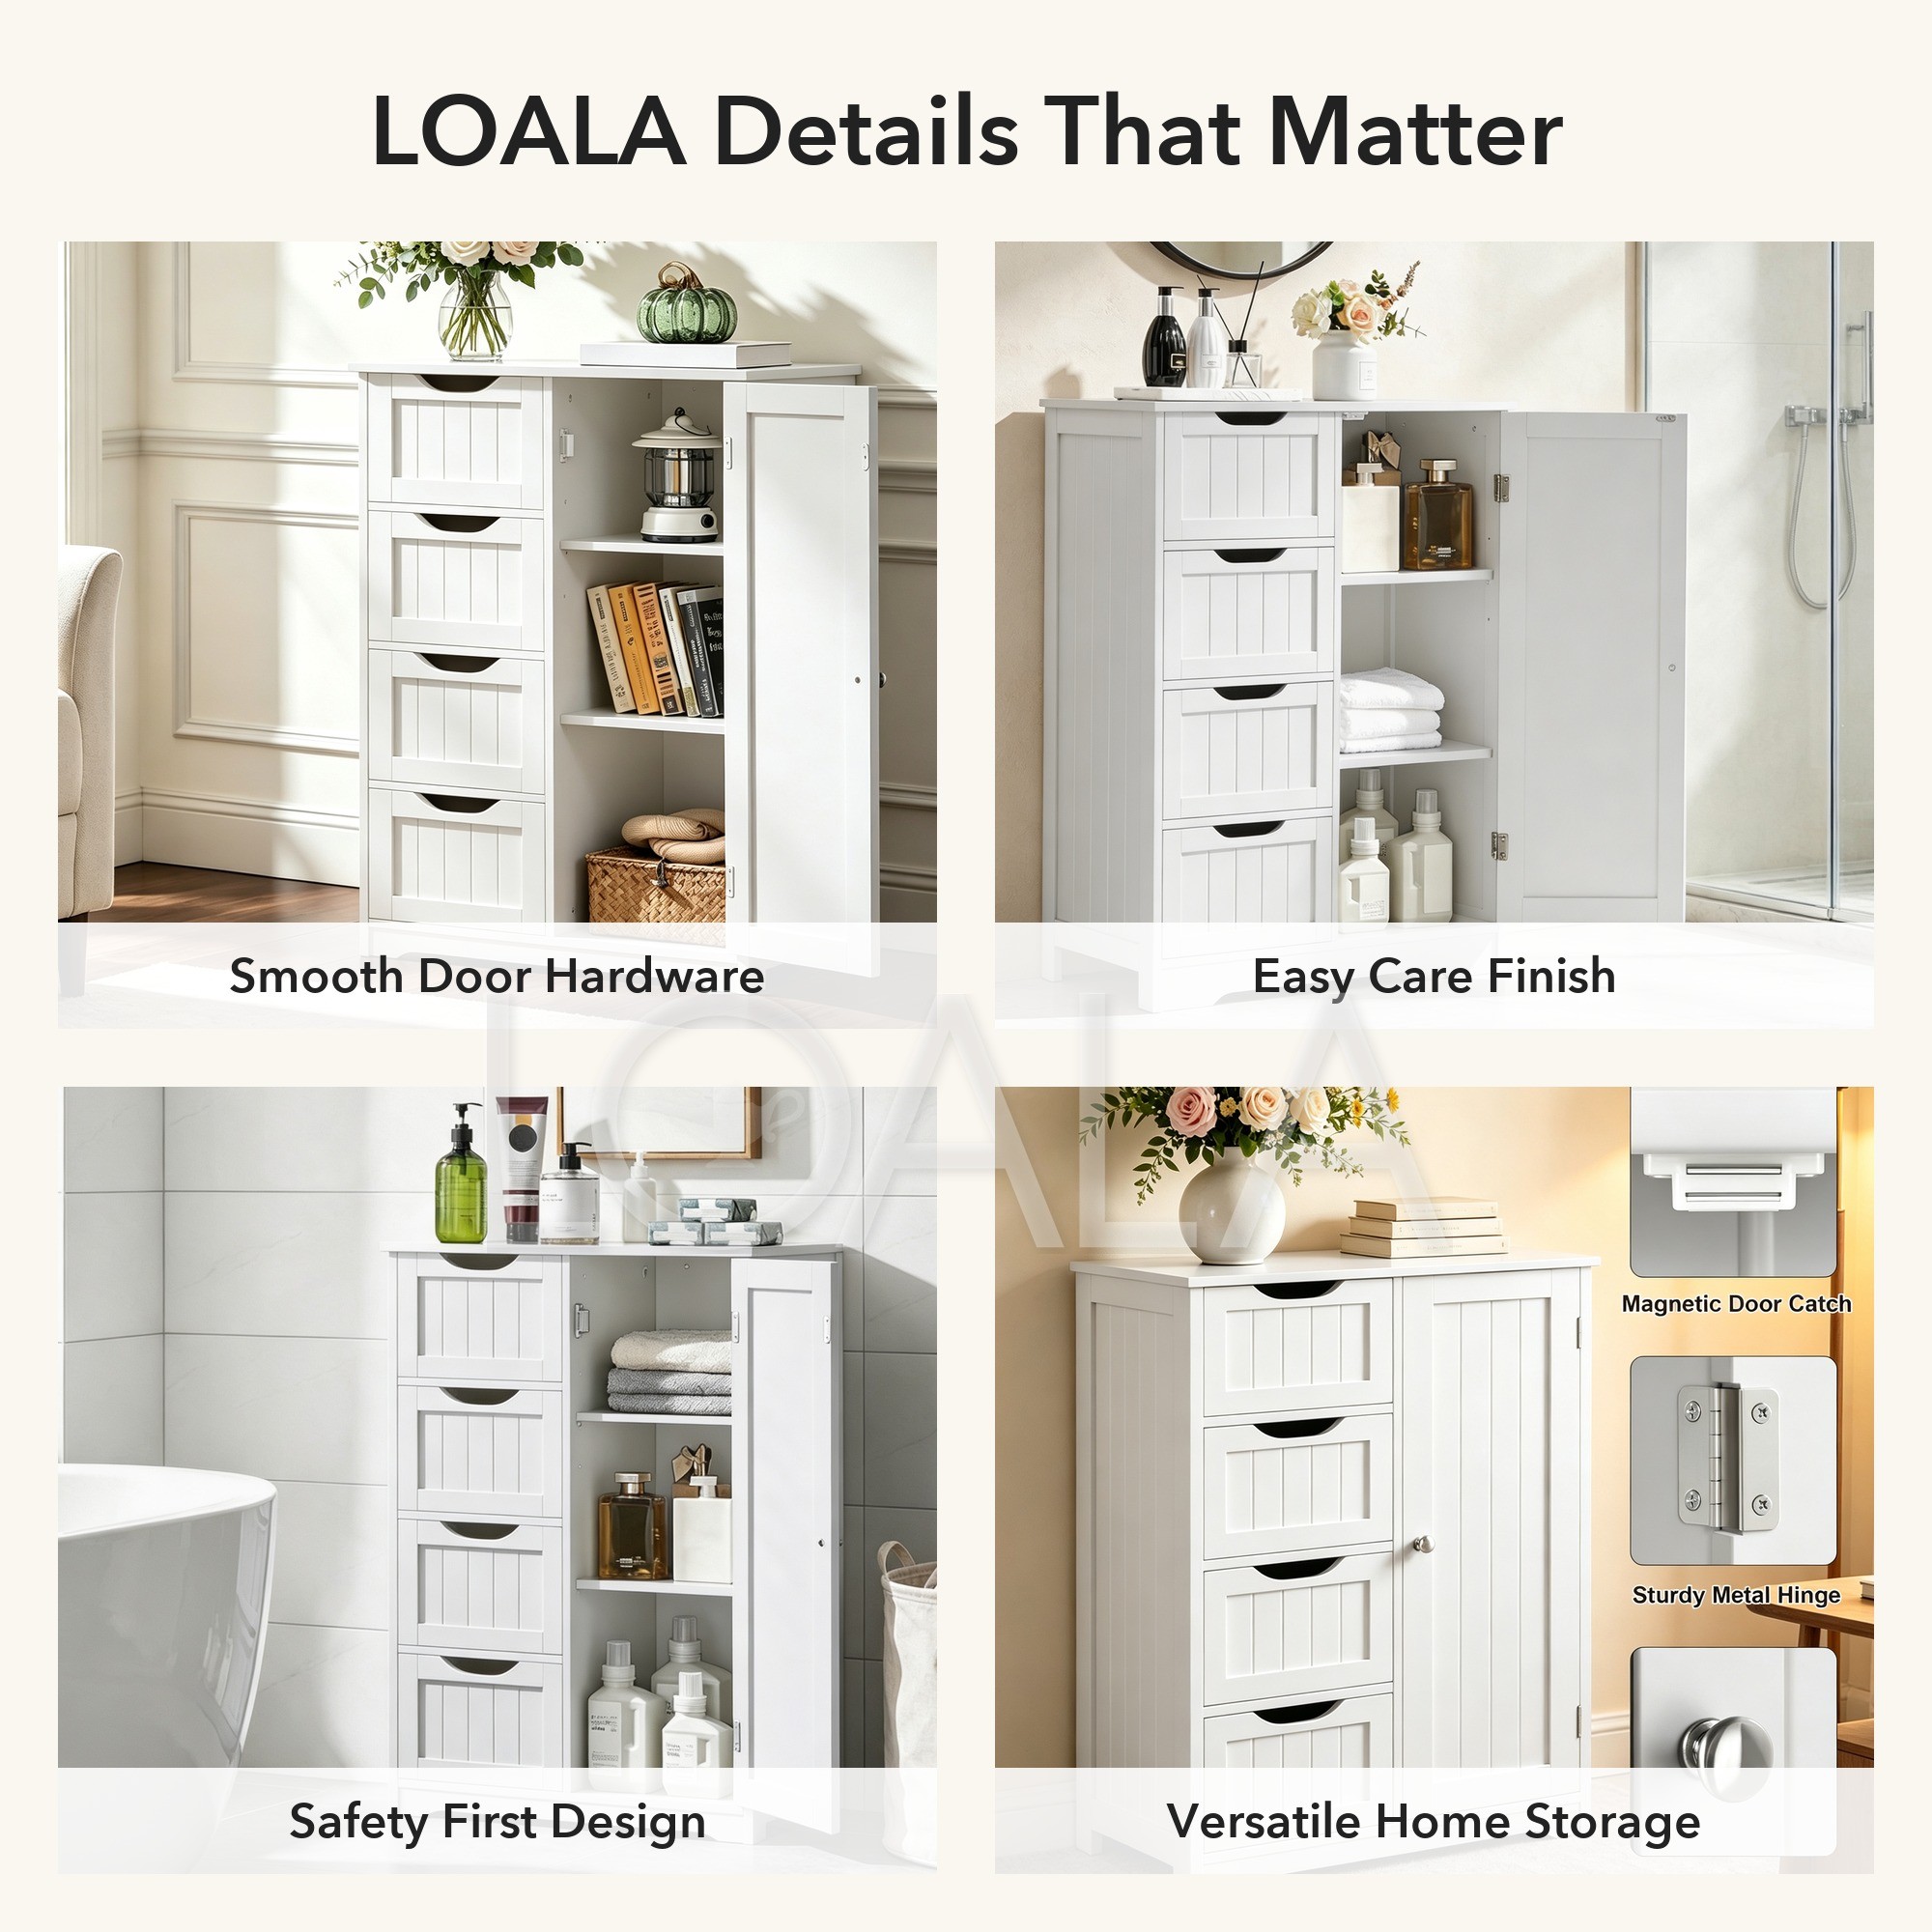 LOALA Details That Matter
Smooth Door Hardware
Easy Care Finish
LOALA
Magnetic Door Catch
Sturdy Metal Hinge
Safety First Design
Versatile Home Storage